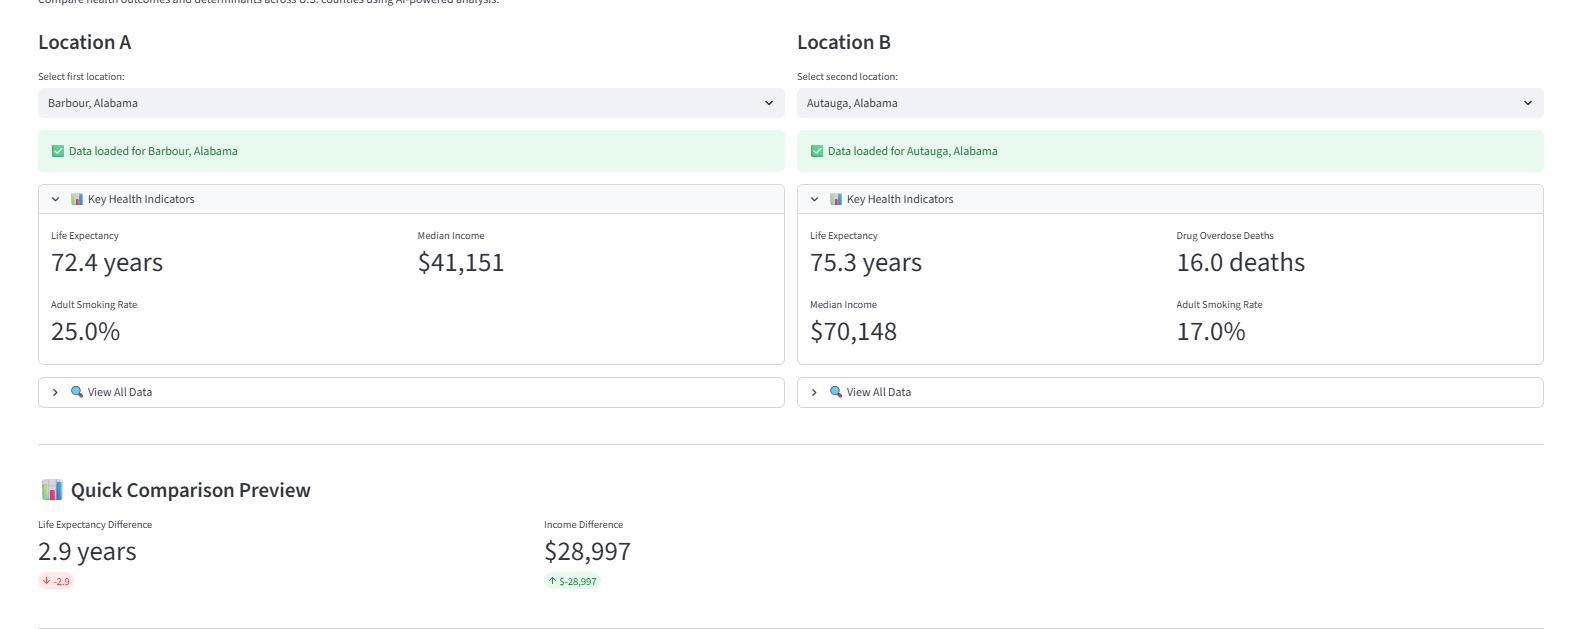 Compare health outcomes and determinants across U.S. counties using AI-powered analysis.
Location A
Select first location:
Barbour, Alabama
Data loaded for Barbour, Alabama
Key Health Indicators
Life Expectancy
Median Income
72.4 years
$41,151
Adult Smoking Rate
25.0%
View All Data
Location B
Select second location:
Autauga, Alabama
Data loaded for Autauga, Alabama
Key Health Indicators
Life Expectancy
Drug Overdose Deaths
75.3 years
16.0 deaths
Median Income
Adult Smoking Rate
$70,148
17.0%
View All Data
Quick Comparison Preview
Life Expectancy Difference
Income Difference
2.9 years
$28,997
-2.9
$-28,997